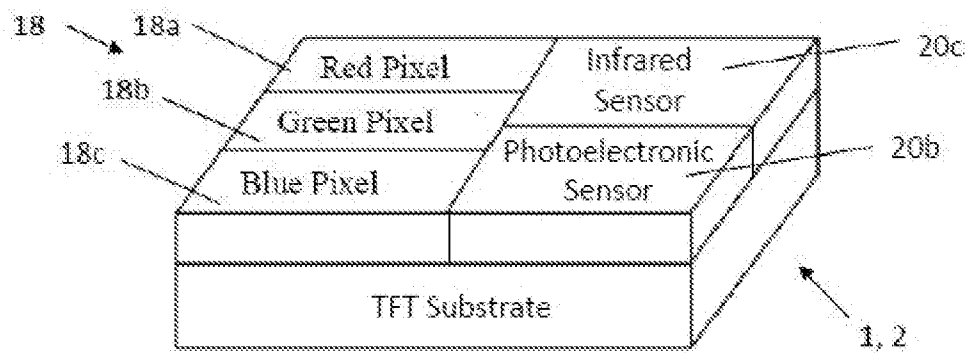 18
18a
Red Pixel
Infrared
Sensor
20c
18b
Green Pixel
18c
Blue Pixel
Photoelectronic
Sensor
20b
TFT Substrate
1, 2